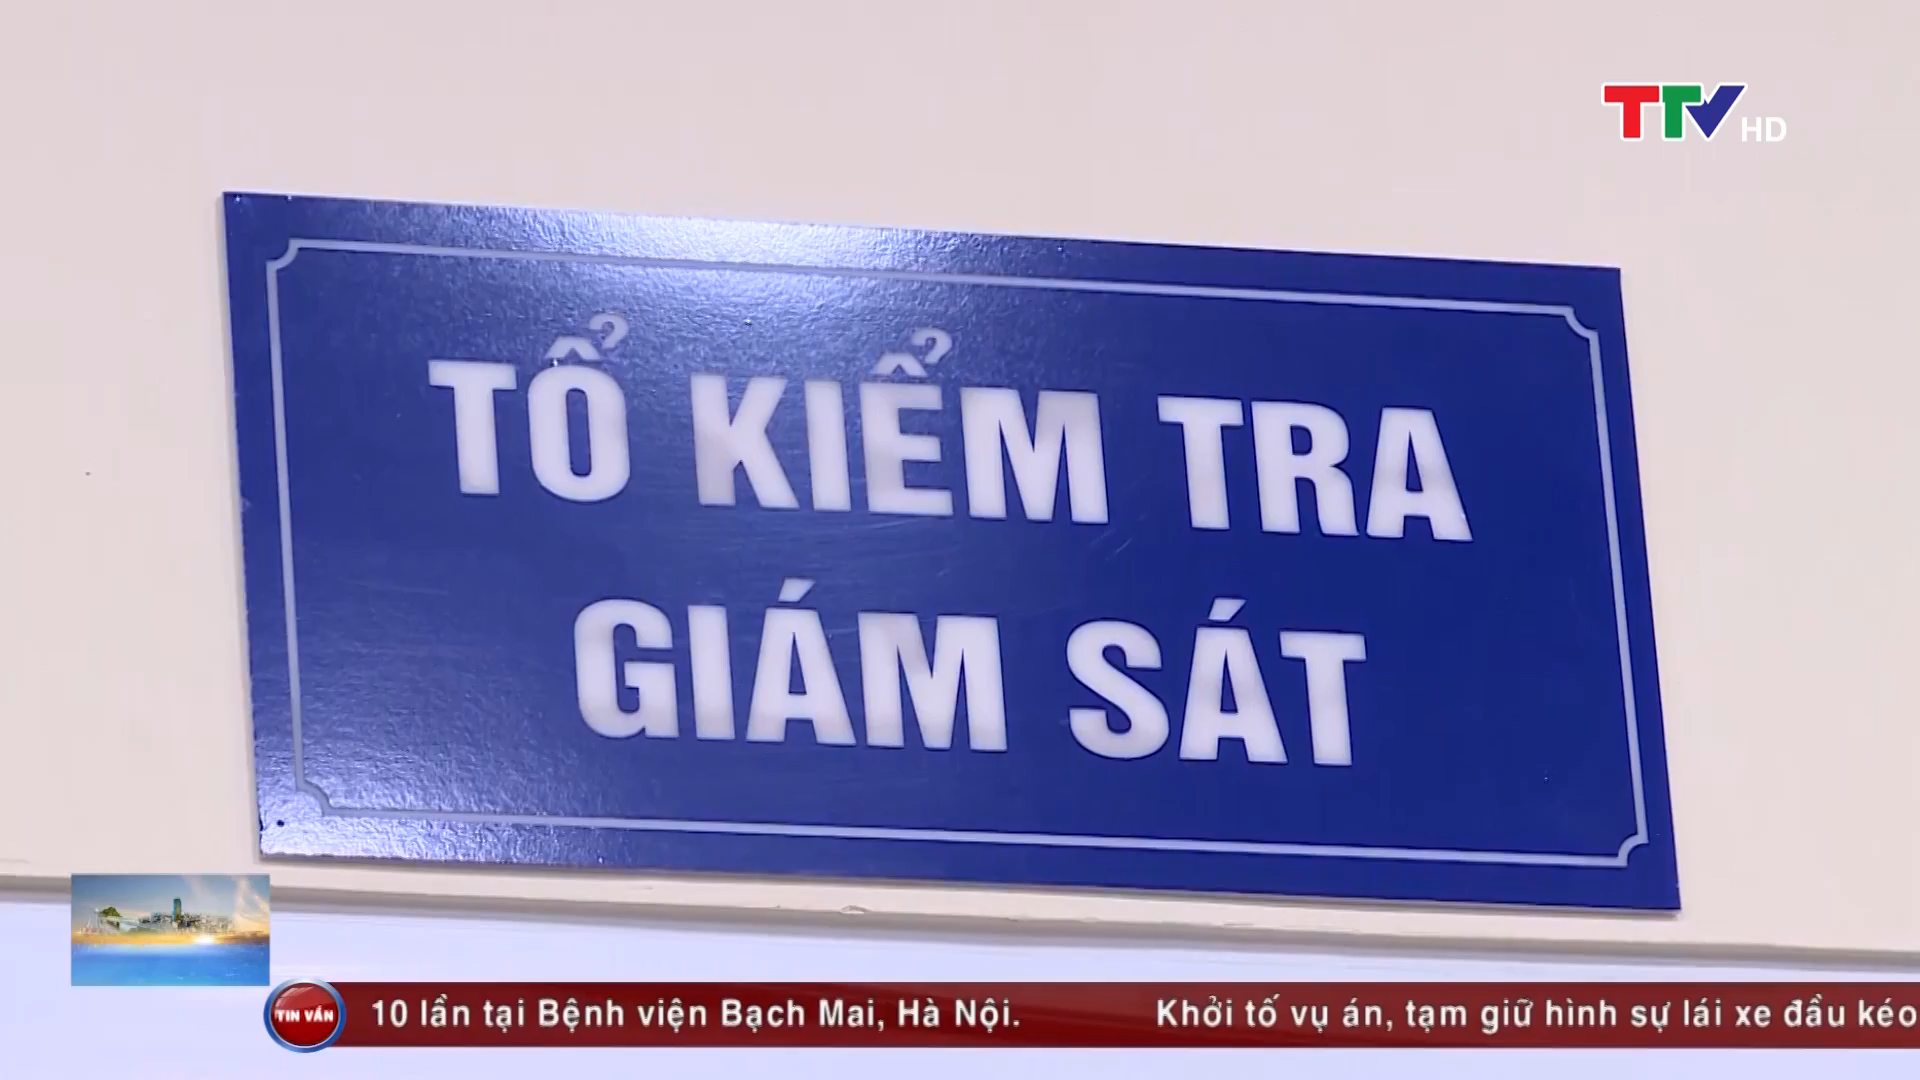 TTV HD
TỔ KIỂM TRA
GIÁM SÁT
TIN VẮN
10 lần tại Bệnh viện Bạch Mai, Hà Nội. Khởi tố vụ án, tạm giữ hình sự lái xe đầu kéo